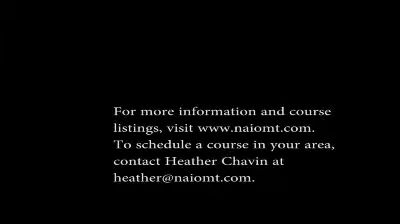 For more information and course
listings, visit www.naiomt.com.
To schedule a course in your area,
contact Heather Chavin at
heather@naiomt.com.